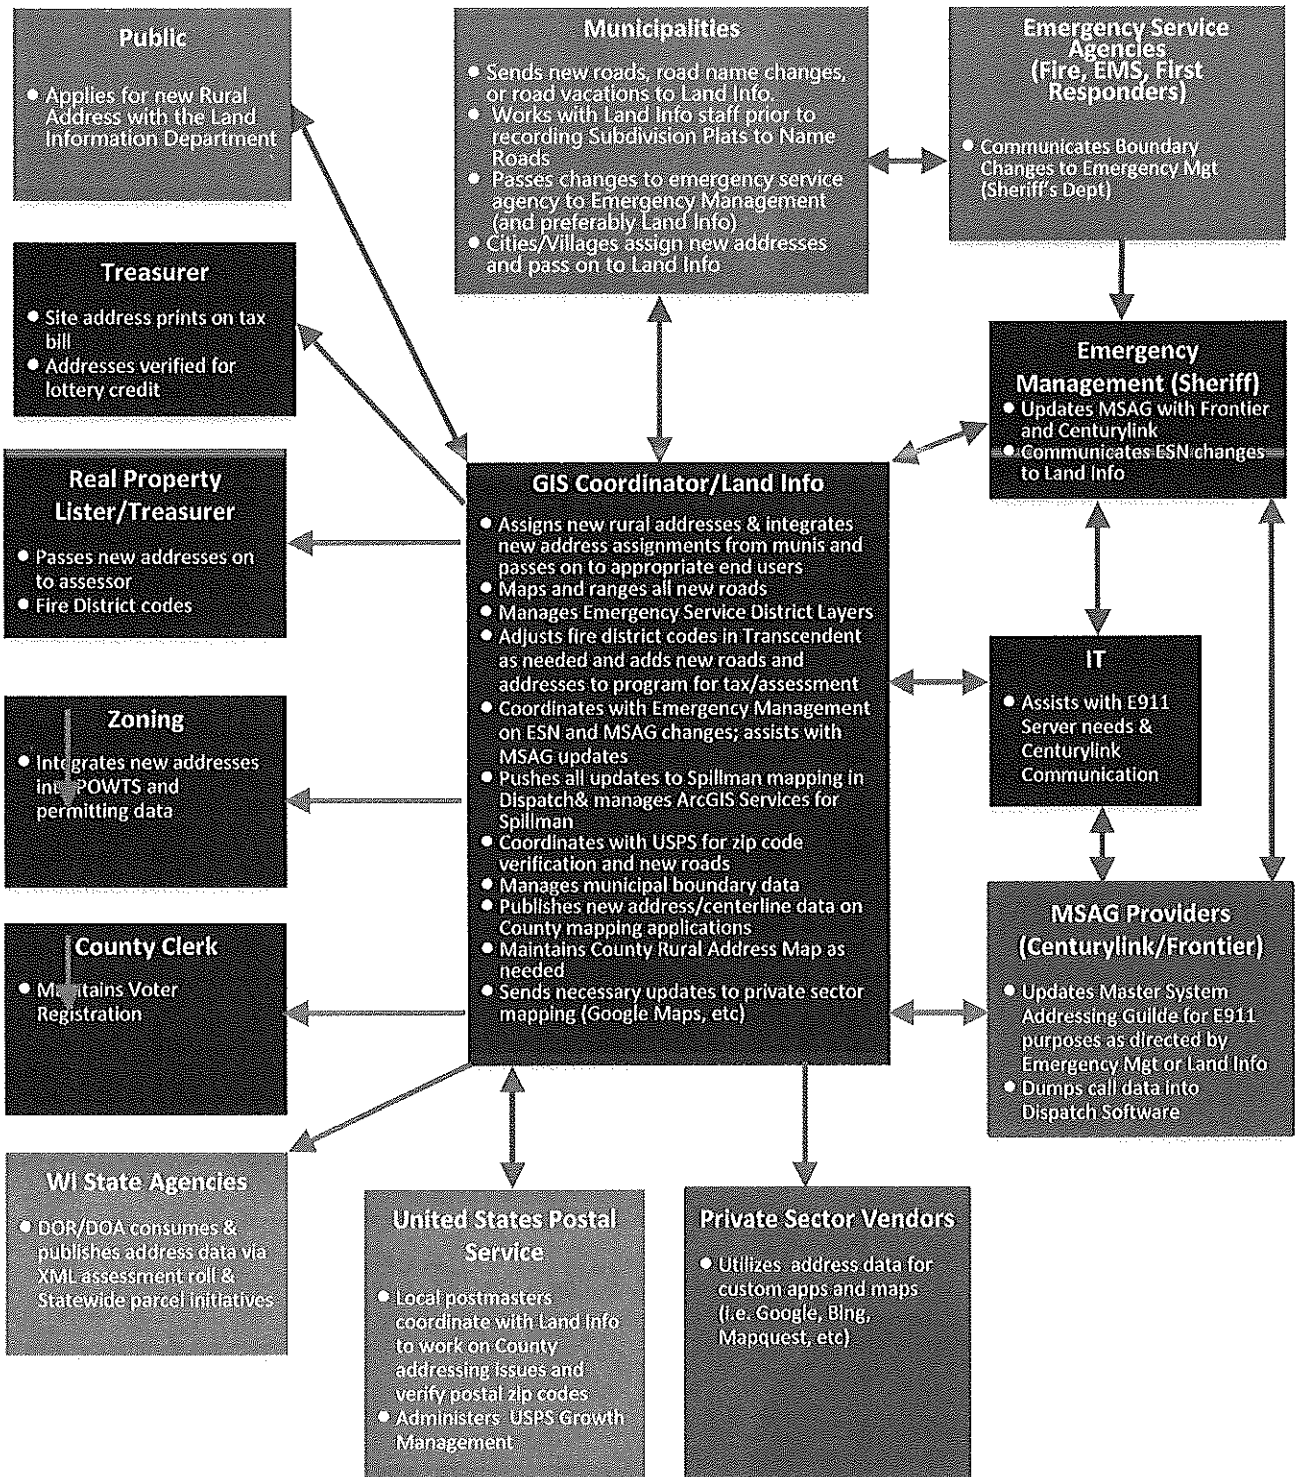 Public
• Applies for new Rural
Address with the Land
Information Department
Municipalities
• Sends new roads, road name changes,
or road vacations to Land Info.
• Works with Land Info staff prior to
recording Subdivision Plats to Name
Roads
• Passes changes to emergency service
agency to Emergency Management
(and preferably Land Info)
• Cities/Villages assign new addresses
and pass on to Land Info
Emergency Service
Agencies
(Fire, EMS, First
Responders)
• Communicates Boundary
Changes to Emergency Mgt
(Sheriff's Dept)
Treasurer
• Site address prints on tax
bill
• Addresses verified for
lottery credit
Emergency
Management (Sheriff)
• Updates MSAG with Frontier
and Centurylink
• Communicates ESN changes
to Land Info
Real Property
Lister/Treasurer
• Passes new addresses on
to assessor
• Fire District codes
GIS Coordinator/Land Info
• Assigns new rural addresses & integrates
new address assignments from munis and
passes on to appropriate end users
• Maps and ranges all new roads
• Manages Emergency Service District Layers
• Adjusts fire district codes in Transcendent
as needed and adds new roads and
addresses to program for tax/assessment
• Coordinates with Emergency Management
on ESN and MSAG changes; assists with
MSAG updates
• Pushes all updates to Spillman mapping in
Dispatch& manages ArcGIS Services for
Spillman
• Coordinates with USPS for zip code
verification and new roads
• Manages municipal boundary data
• Publishes new address/centerline data on
County mapping applications
• Maintains County Rural Address Map as
needed
• Sends necessary updates to private sector
mapping (Google Maps, etc)
IT
• Assists with E911
Server needs &
Centurylink
Communication
Zoning
• Integrates new addresses
POWTS and
permitting data
County Clerk
• Maintains Voter
Registration
MSAG Providers
(Centurylink/Frontier)
• Updates Master System
Addressing Guilde for E911
purposes as directed by
Emergency Mgt or Land Info
• Dumps call data into
Dispatch Software
WI State Agencies
• DOR/DOA consumes &
publishes address data via
XML assessment roll &
Statewide parcel initiatives
United States Postal
Service
• Local postmasters
coordinate with Land Info
to work on County
addressing issues and
verify postal zip codes
• Administers USPS Growth
Management
Private Sector Vendors
• Utilizes address data for
custom apps and maps
(i.e. Google, Bing,
Mapquest, etc)